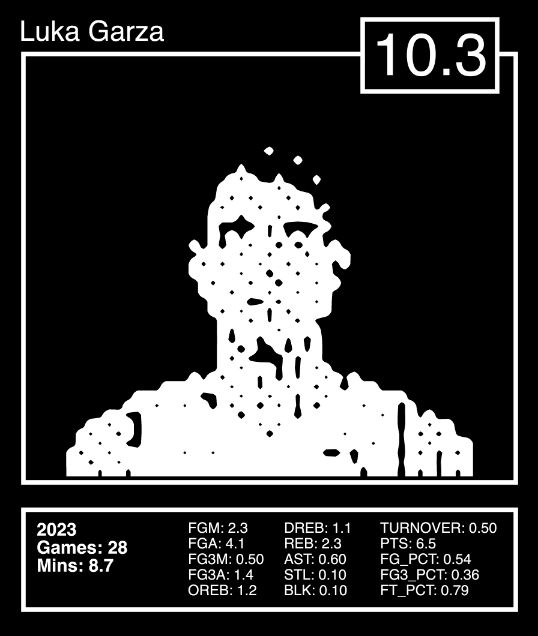 Luka Garza
10.3
2023
Games: 28
Mins: 8.7
FGM: 2.3
FGA: 4.1
FG3M: 0.50
FG3A: 1.4
OREB: 1.2
DREB: 1.1
REB: 2.3
AST: 0.60
STL: 0.10
BLK: 0.10
TURNOVER: 0.50
PTS: 6.5
FG_PCT: 0.54
FG3_PCT: 0.36
FT_PCT: 0.79